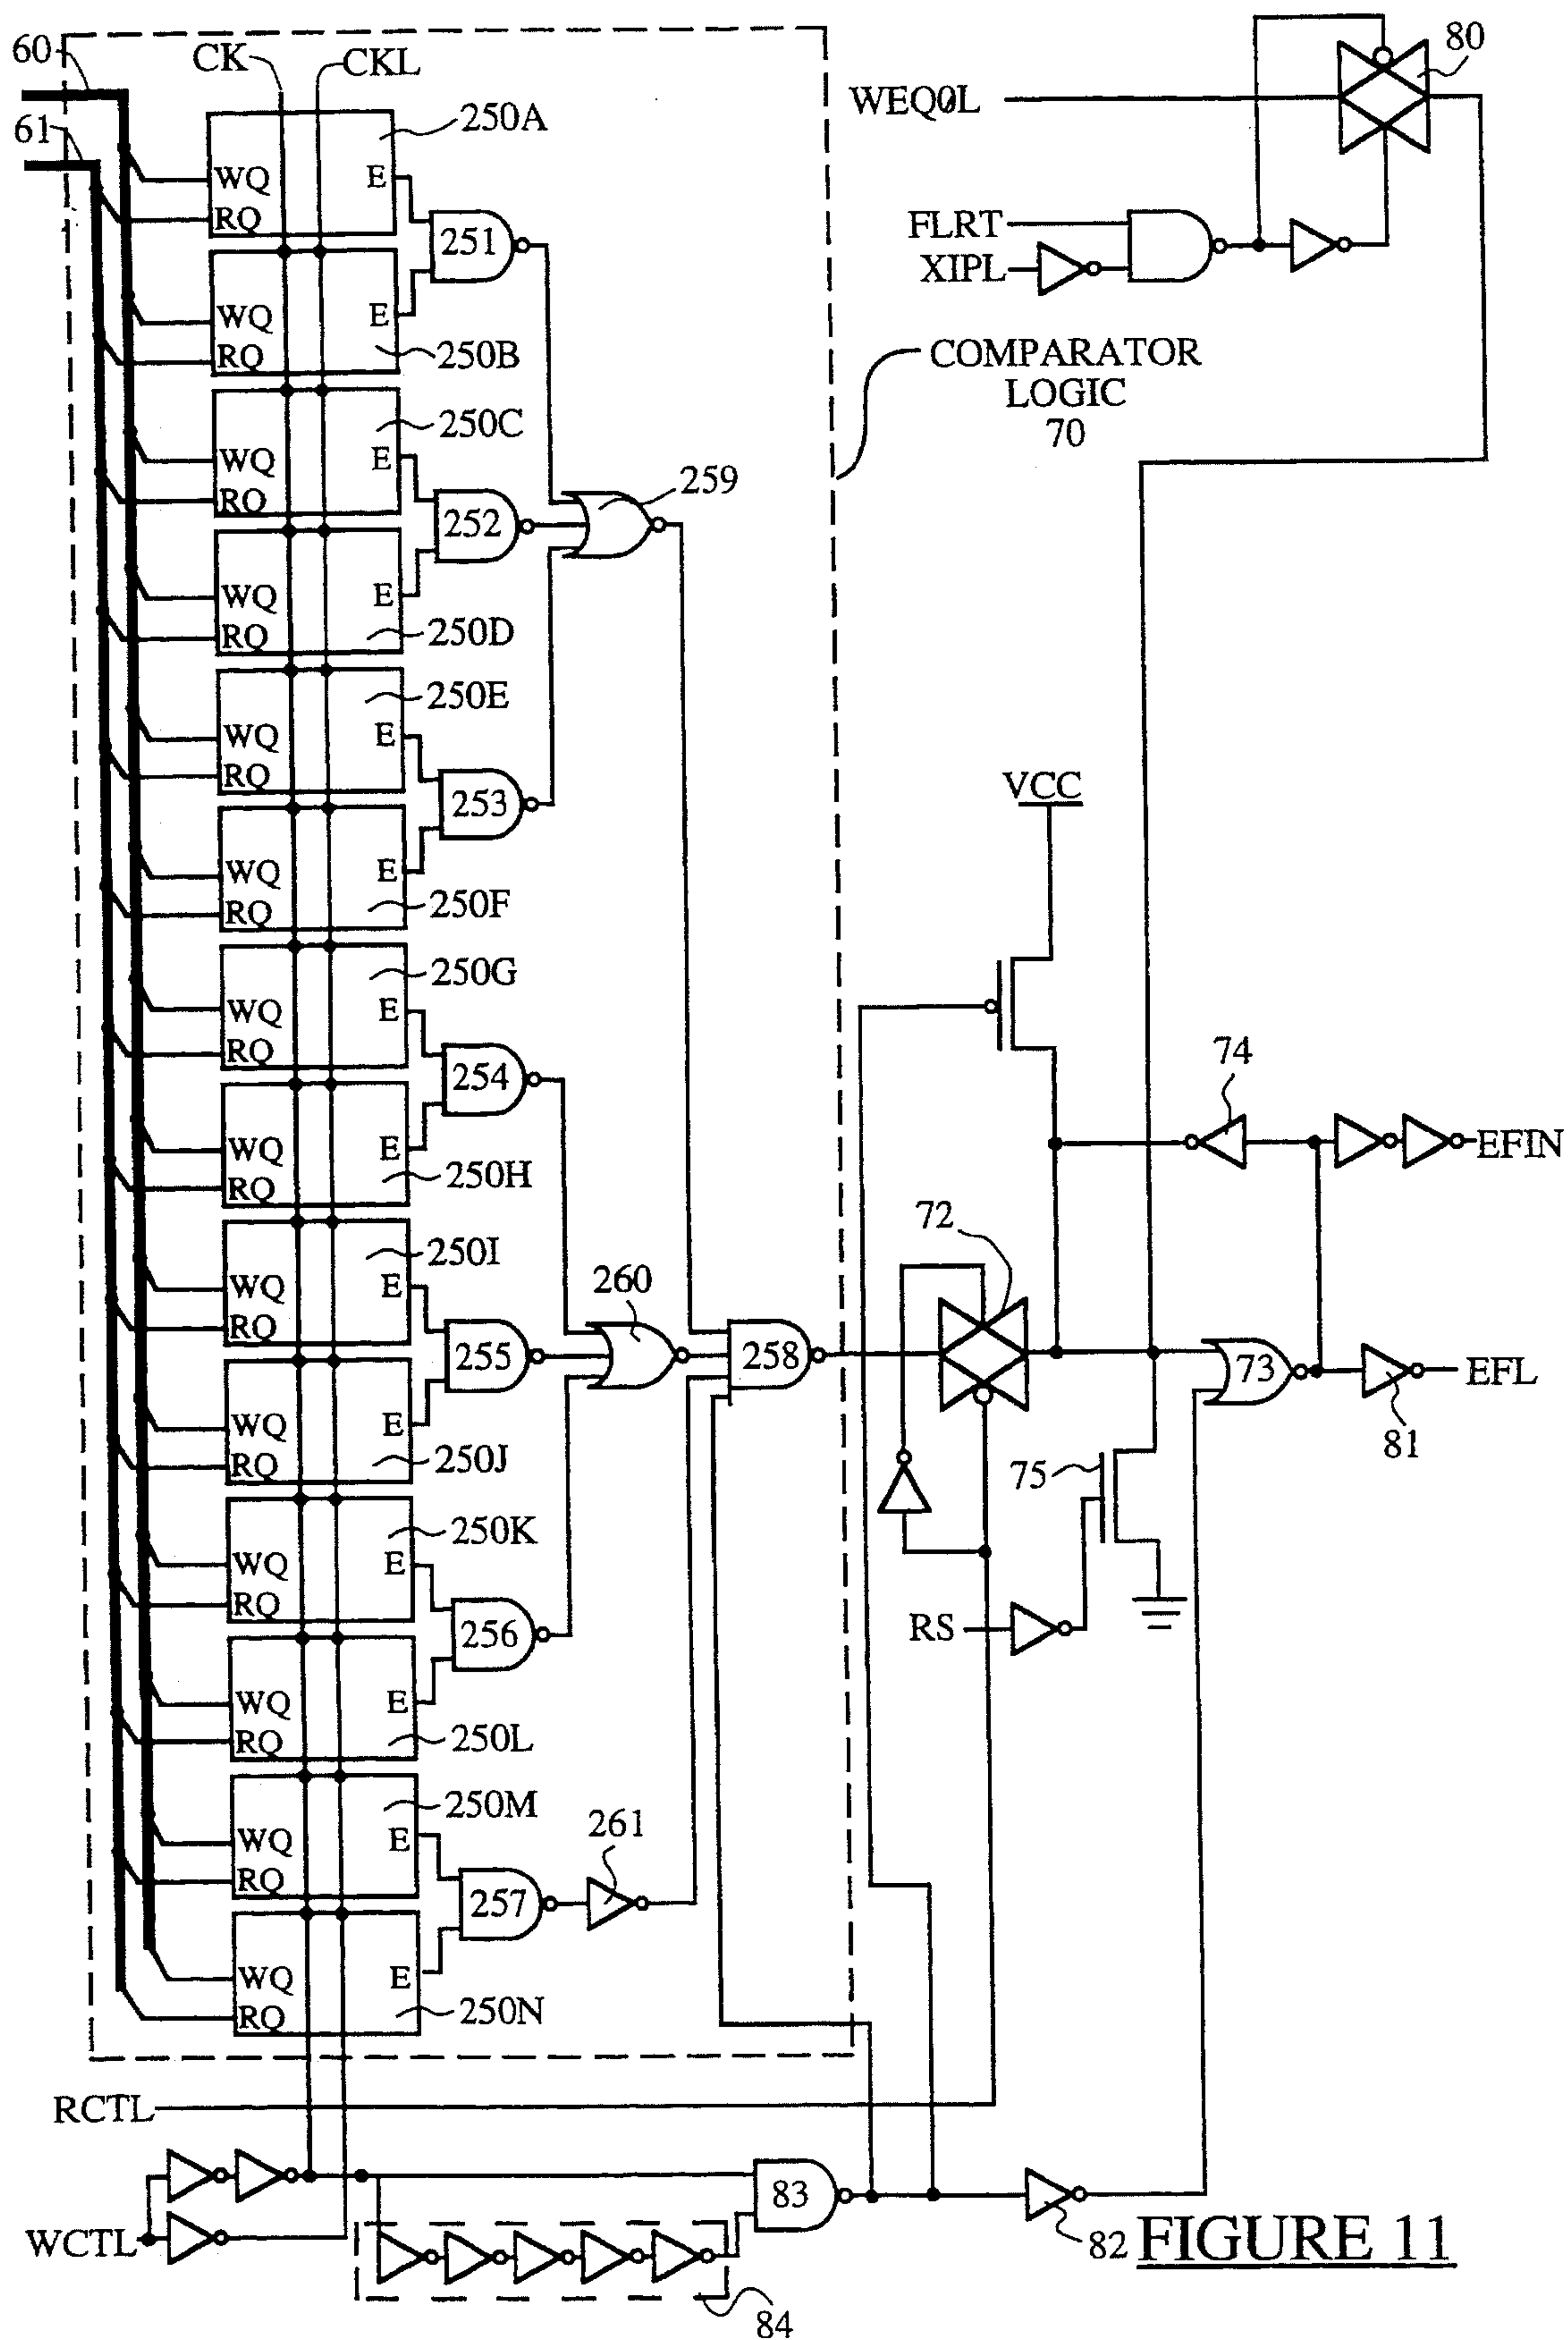 60
CK
CKL
80
WEQ0L
61
250A
WQ
E
RQ
251
FLRT
XIPL
WQ
E
RQ
250B
COMPARATOR
LOGIC
70
250C
WQ
E
RQ
259
252
WQ
E
RQ
250D
250E
WQ
E
RQ
253
VCC
WQ
E
RQ
250F
250G
WQ
E
RQ
254
74
WQ
E
RQ
250H
EFIN
72
250I
WQ
E
RQ
260
255
258
73
EFL
81
WQ
E
RQ
250J
75
250K
WQ
E
RQ
256
RS
WQ
E
RQ
250L
250M
WQ
E
RQ
261
257
WQ
E
RQ
250N
RCTL
83
WCTL
82
FIGURE 11
84